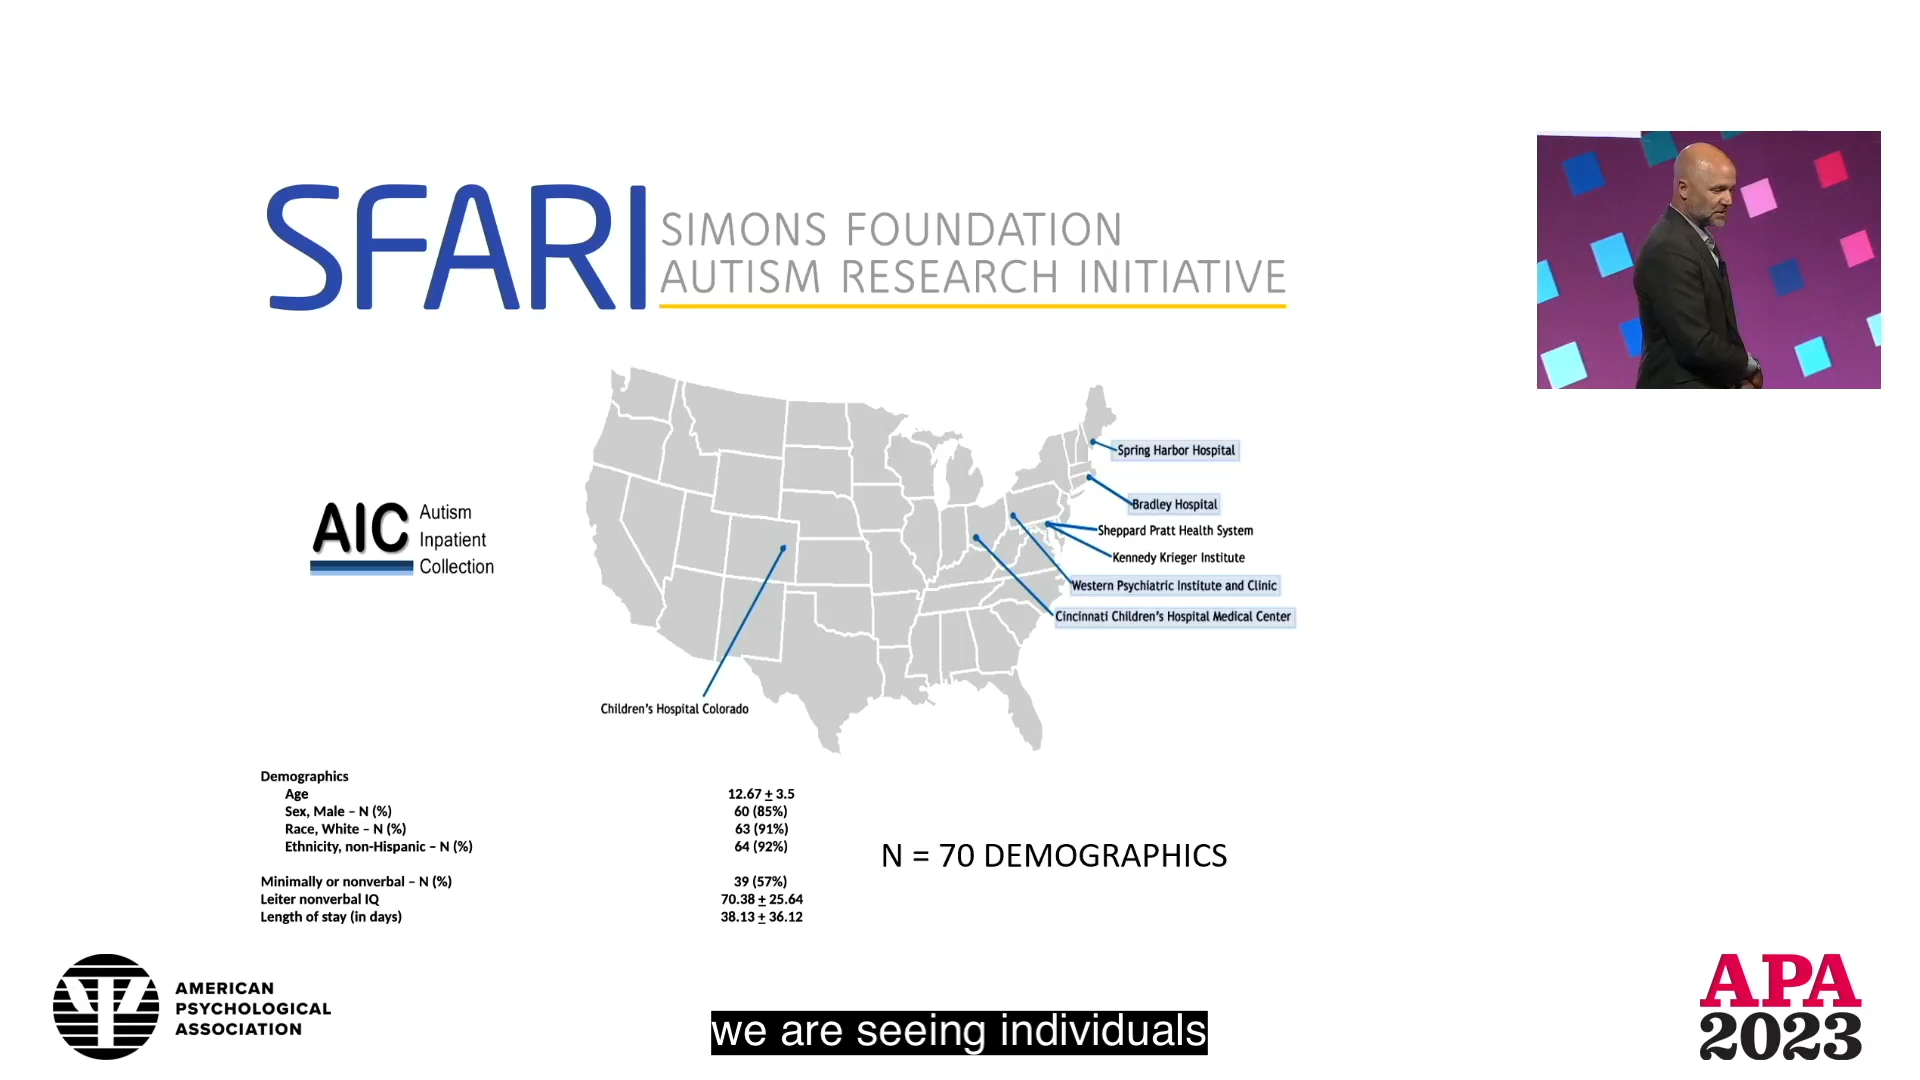 SFARI
SIMONS FOUNDATION
AUTISM RESEARCH INITIATIVE
AIC
Autism
Inpatient
Collection
Spring Harbor Hospital
Bradley Hospital
Sheppard Pratt Health System
Kennedy Krieger Institute
Western Psychiatric Institute and Clinic
Cincinnati Children's Hospital Medical Center
Children's Hospital Colorado
Demographics
Age 12.67 ± 3.5
Sex, Male – N (%) 60 (85%)
Race, White – N (%) 63 (91%)
Ethnicity, non-Hispanic – N (%) 64 (92%)
Minimally or nonverbal – N (%) 39 (57%)
Leiter nonverbal IQ 70.38 ± 25.64
Length of stay (in days) 38.13 ± 36.12
N = 70 DEMOGRAPHICS
AMERICAN
PSYCHOLOGICAL
ASSOCIATION
we are seeing individuals
APA
2023